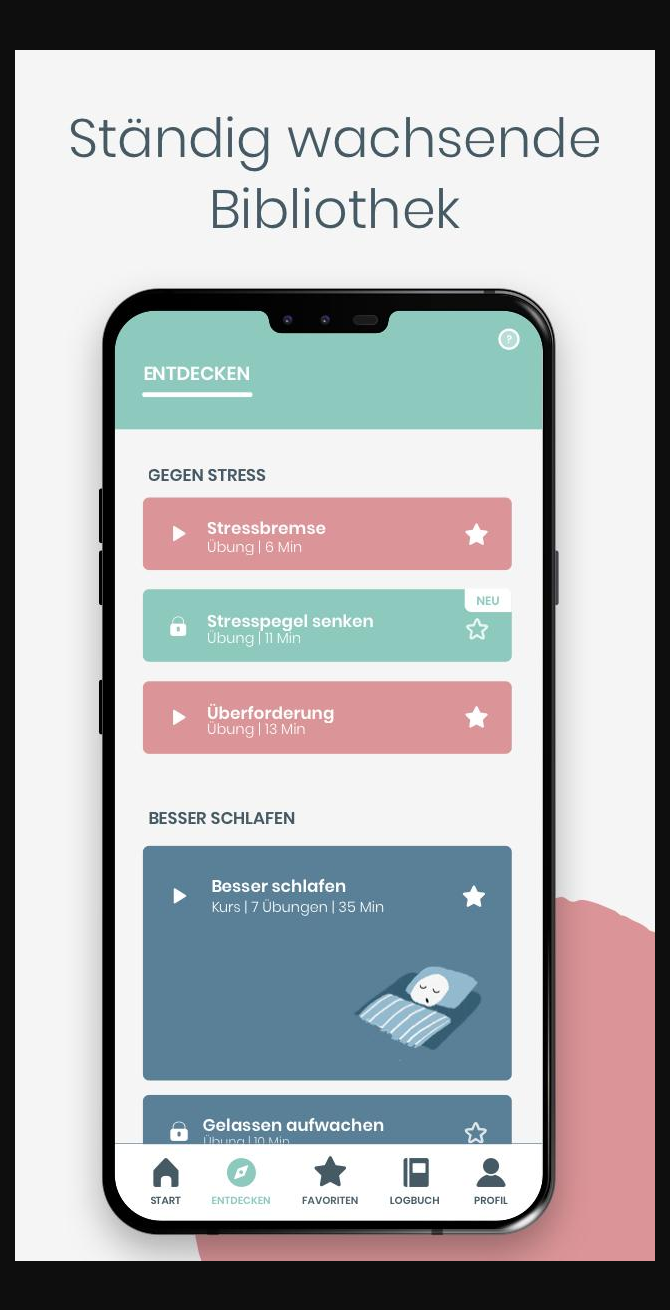 Ständig wachsende
Bibliothek
?
ENTDECKEN
GEGEN STRESS
Stressbremse
Übung | 6 Min
NEU
Stresspegel senken
Übung | 11 Min
Überforderung
Übung | 13 Min
BESSER SCHLAFEN
Besser schlafen
Kurs | 7 Übungen | 35 Min
Gelassen aufwachen
Übung | 10 Min
START
ENTDECKEN
FAVORITEN
LOGBUCH
PROFIL